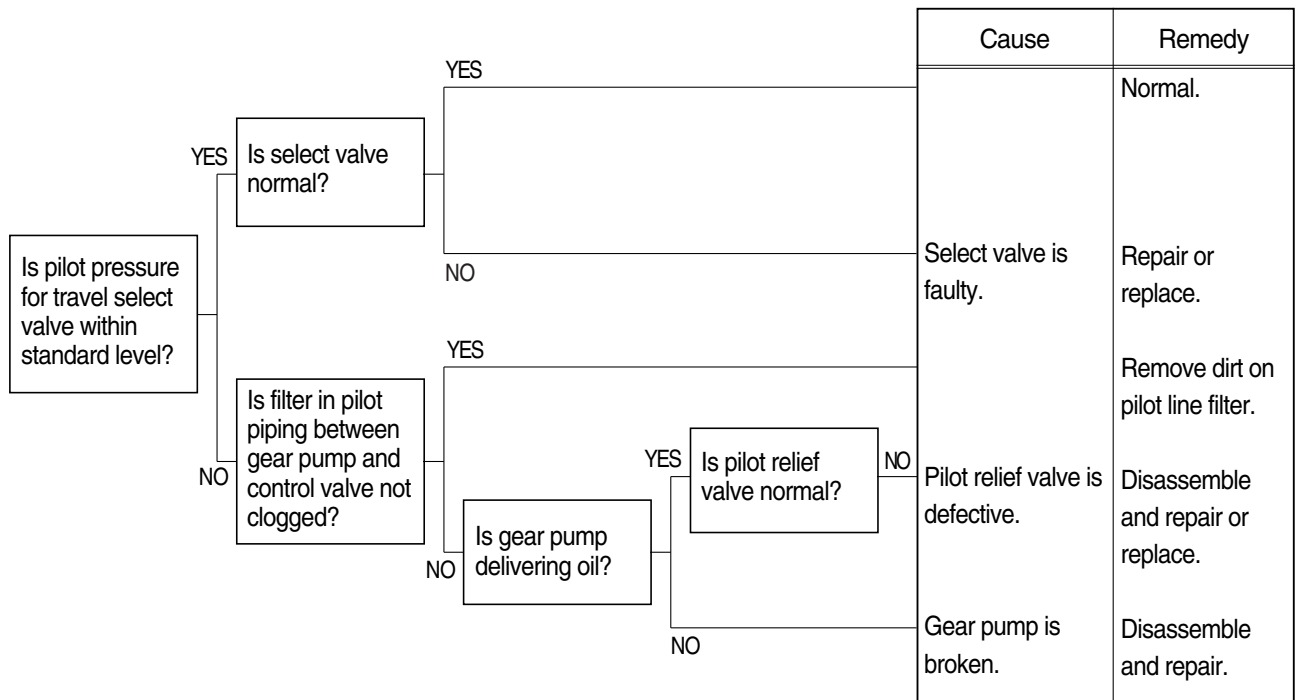 Cause
Remedy
YES
Normal.
YES
Is select valve
normal?
NO
Select valve is
faulty.
Repair or
replace.
Is pilot pressure
for travel select
valve within
standard level?
YES
Remove dirt on
pilot line filter.
NO
Is filter in pilot
piping between
gear pump and
control valve not
clogged?
YES
Is pilot relief
valve normal?
NO
Pilot relief valve is
defective.
Disassemble
and repair or
replace.
NO
Is gear pump
delivering oil?
NO
Gear pump is
broken.
Disassemble
and repair.